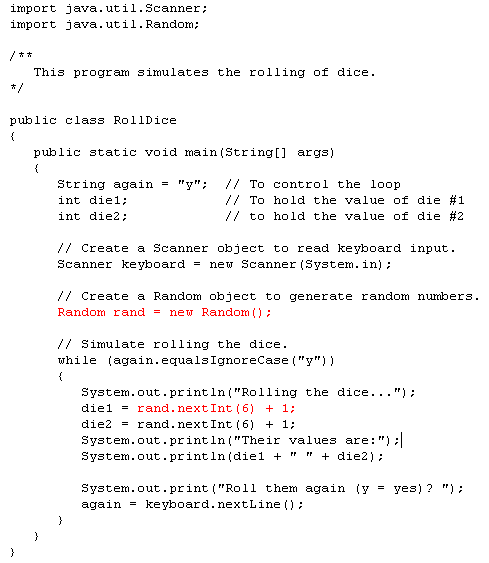 import java.util.Scanner;
import java.util.Random;

/**
   This program simulates the rolling of dice.
*/

public class RollDice
{
   public static void main(String[] args)
   {
      String again = "y";  // To control the loop
      int die1;            // To hold the value of die #1
      int die2;            // to hold the value of die #2

      // Create a Scanner object to read keyboard input.
      Scanner keyboard = new Scanner(System.in);

      // Create a Random object to generate random numbers.
      Random rand = new Random();

      // Simulate rolling the dice.
      while (again.equalsIgnoreCase("y"))
      {
         System.out.println("Rolling the dice...");
         die1 = rand.nextInt(6) + 1;
         die2 = rand.nextInt(6) + 1;
         System.out.println("Their values are:");
         System.out.println(die1 + " " + die2);

         System.out.print("Roll them again (y = yes)? ");
         again = keyboard.nextLine();
      }
   }
}